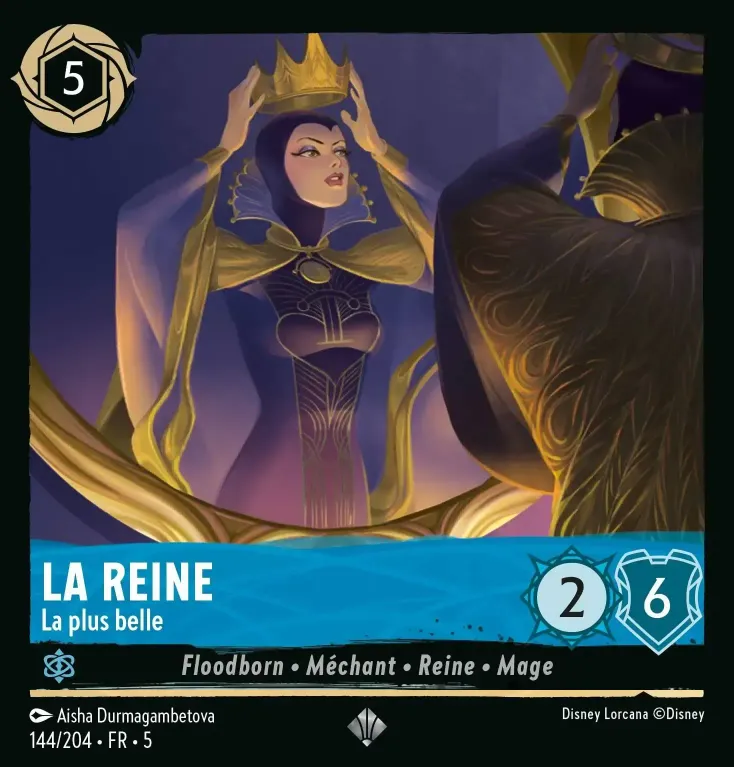 5
LA REINE
La plus belle
2
6
Floodborn • Méchant • Reine • Mage
Aisha Durmagambetova
Disney Lorcana ©Disney
144/204 • FR • 5